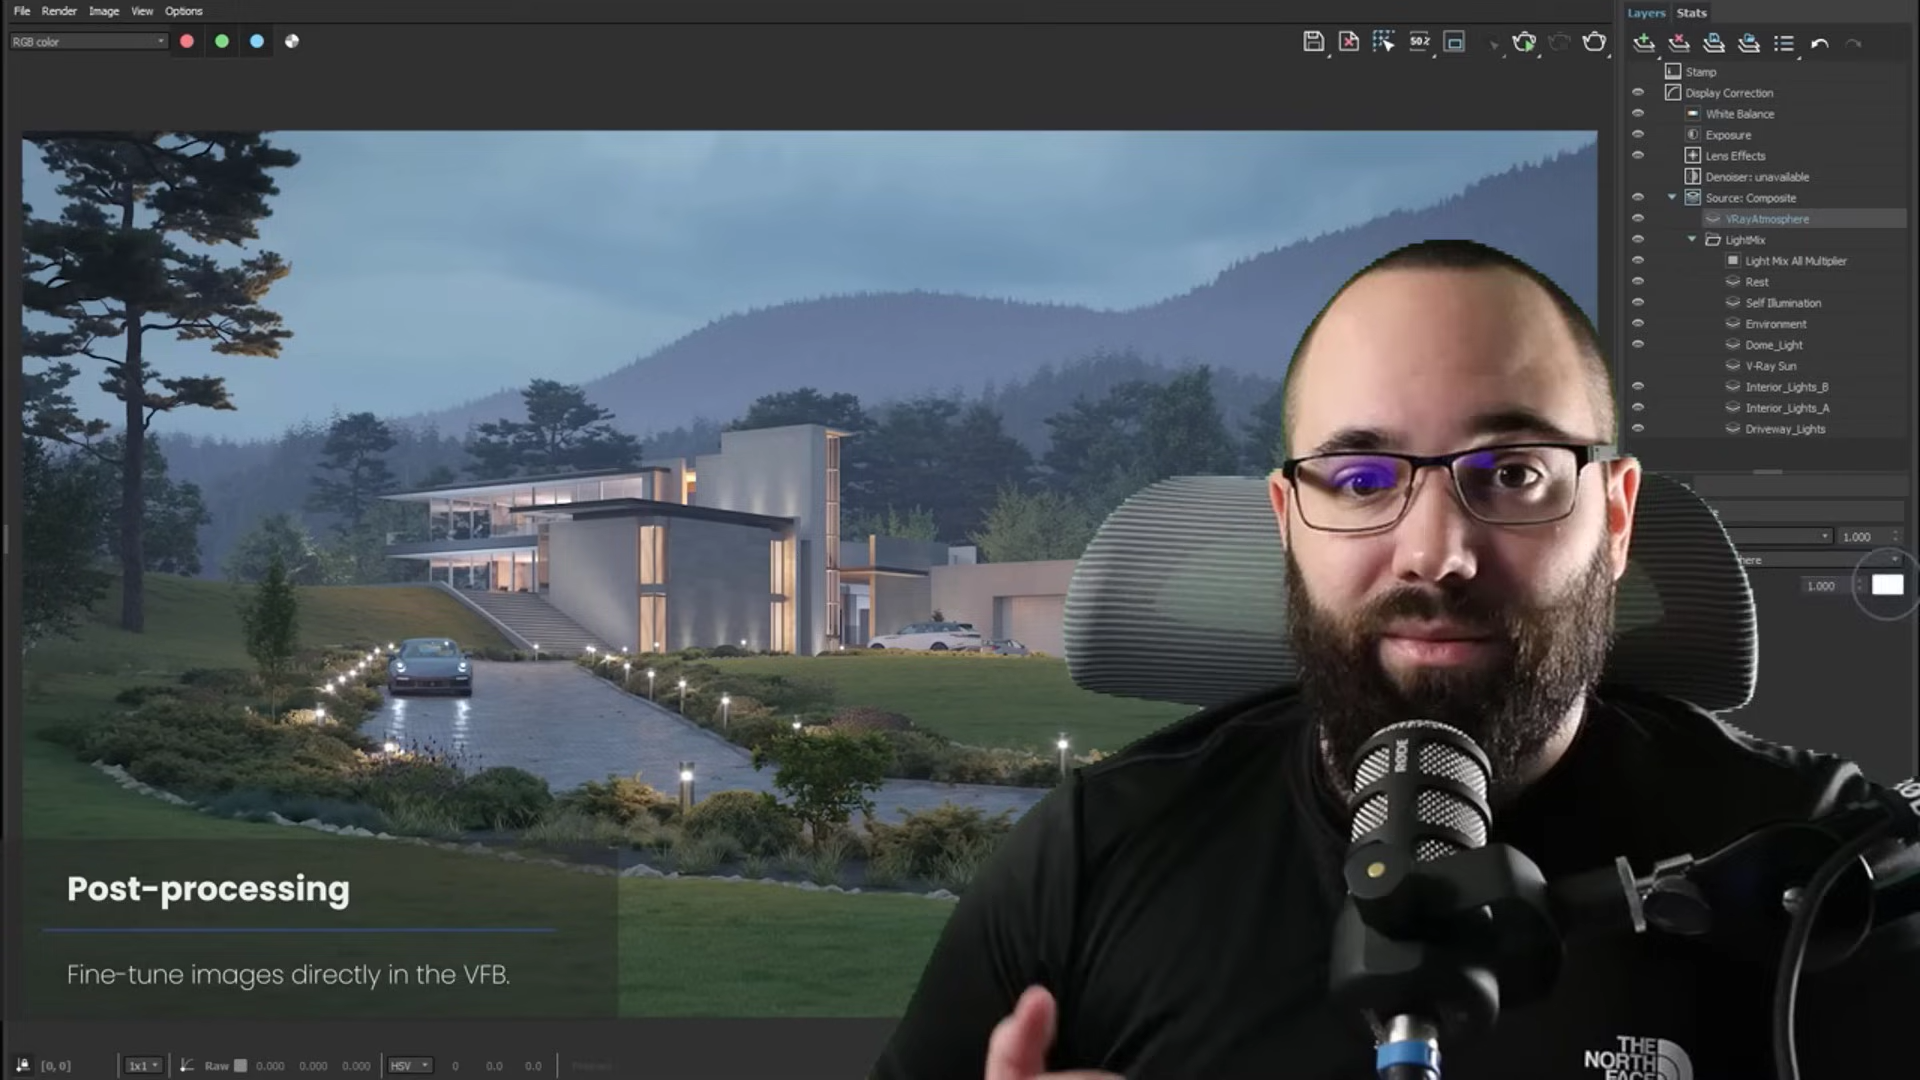 File Render Image View Options
Layers Stats
RGB color
50%
Stamp
Display Correction
White Balance
Exposure
Lens Effects
Denoiser: unavailable
Source: Composite
VRayAtmosphere
LightMix
Light Mix All Multiplier
Rest
Self Illumination
Environment
Dome_Light
V-Ray Sun
Interior_Lights_B
Interior_Lights_A
Driveway_Lights
1.000
here
1.000
RØDE
Post-processing
Fine-tune images directly in the VFB.
THE
NORTH
FACE
[0, 0] 1x1 Raw 0.000 0.000 0.000 HSV 0 0.0 0.0